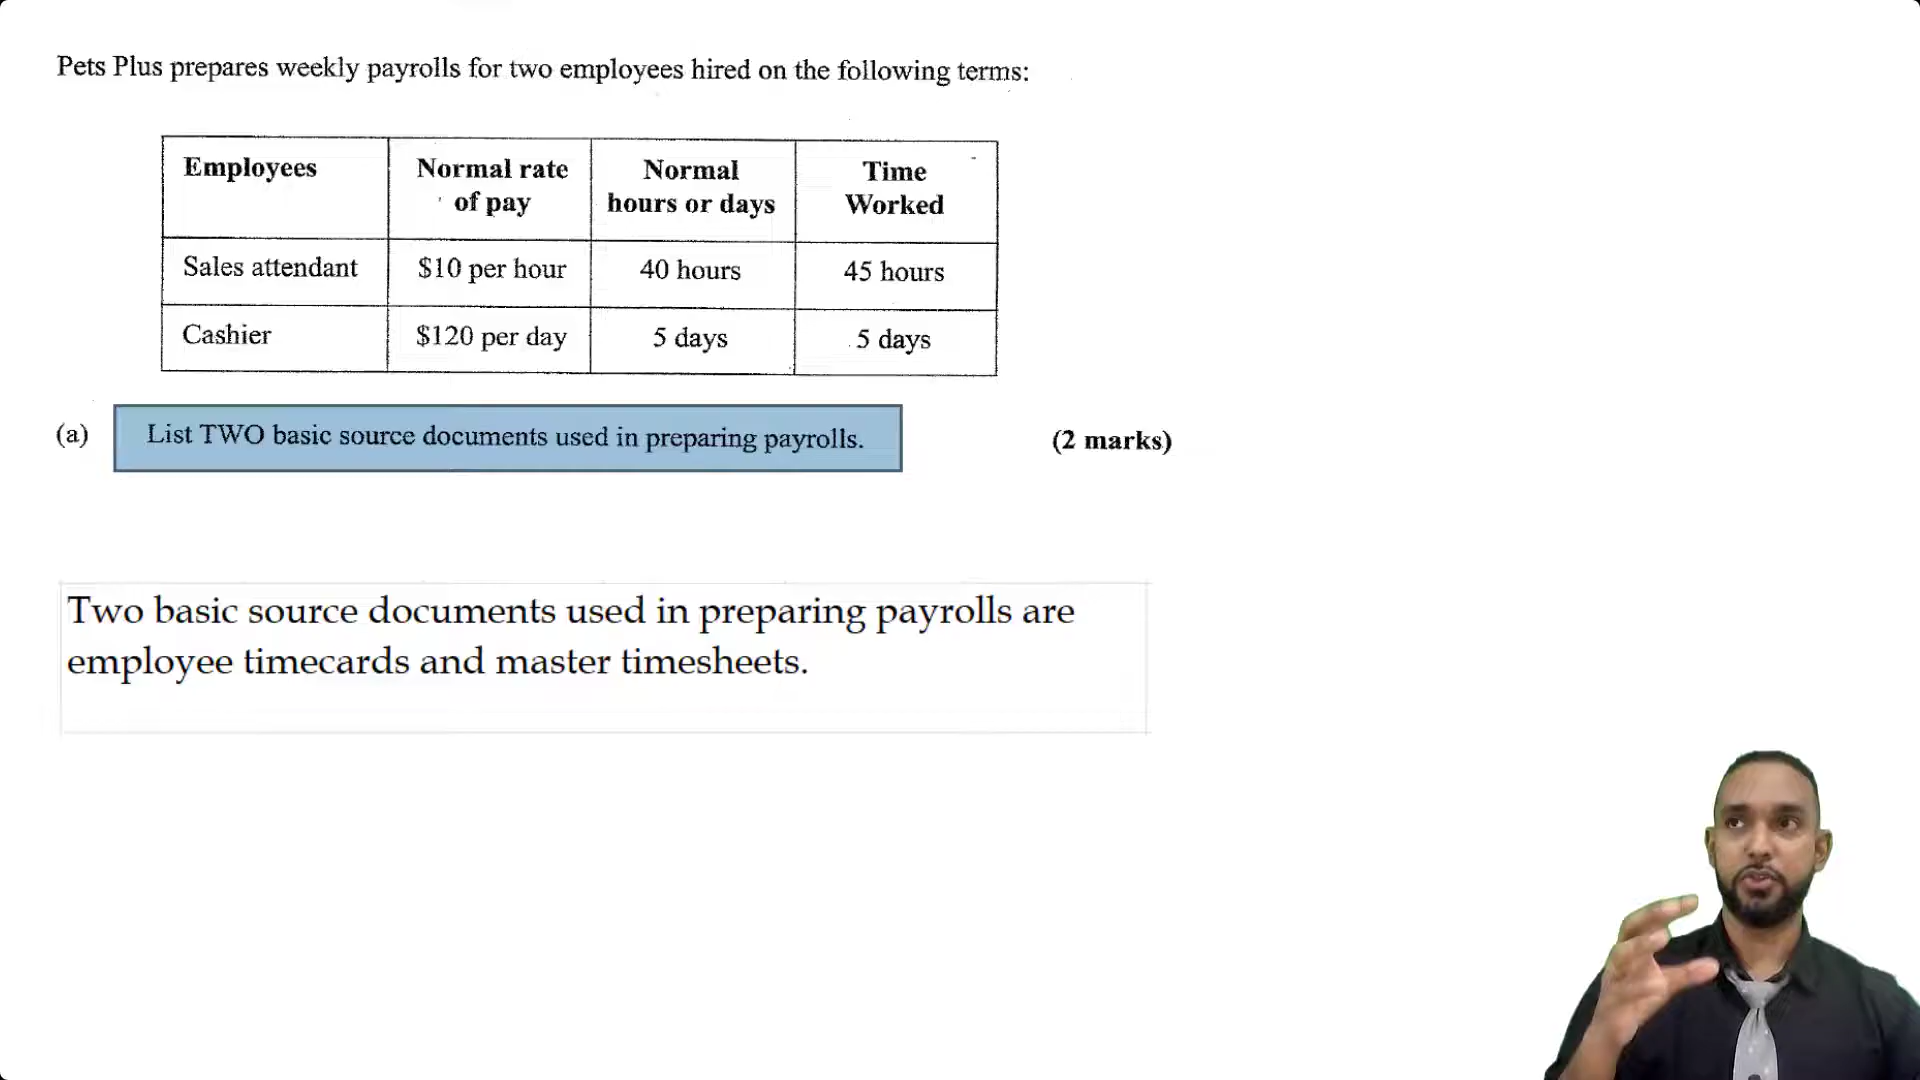 Pets Plus prepares weekly payrolls for two employees hired on the following terms:
Employees
Normal rate
of pay
Normal
hours or days
Time
Worked
Sales attendant
$10 per hour
40 hours
45 hours
Cashier
$120 per day
5 days
5 days
(a) List TWO basic source documents used in preparing payrolls. (2 marks)
Two basic source documents used in preparing payrolls are
employee timecards and master timesheets.